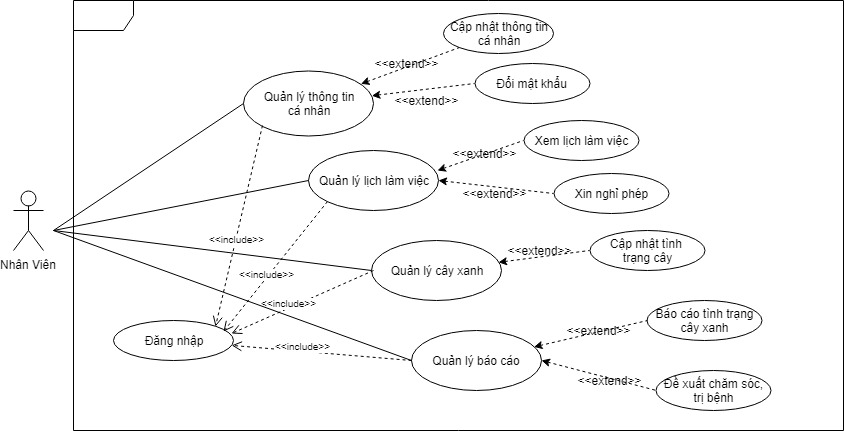 Cập nhật thông tin
cá nhân
<<extend>>
Đổi mật khẩu
<<extend>>
Quản lý thông tin
cá nhân
Xem lịch làm việc
<<extend>>
Quản lý lịch làm việc
Xin nghỉ phép
<<extend>>
Nhân Viên
<<include>>
Cập nhật tình
trạng cây
<<extend>>
Quản lý cây xanh
<<include>>
<<include>>
Báo cáo tình trạng
cây xanh
<<extend>>
Đăng nhập
<<include>>
Quản lý báo cáo
<<extend>>
Đề xuất chăm sóc,
trị bệnh